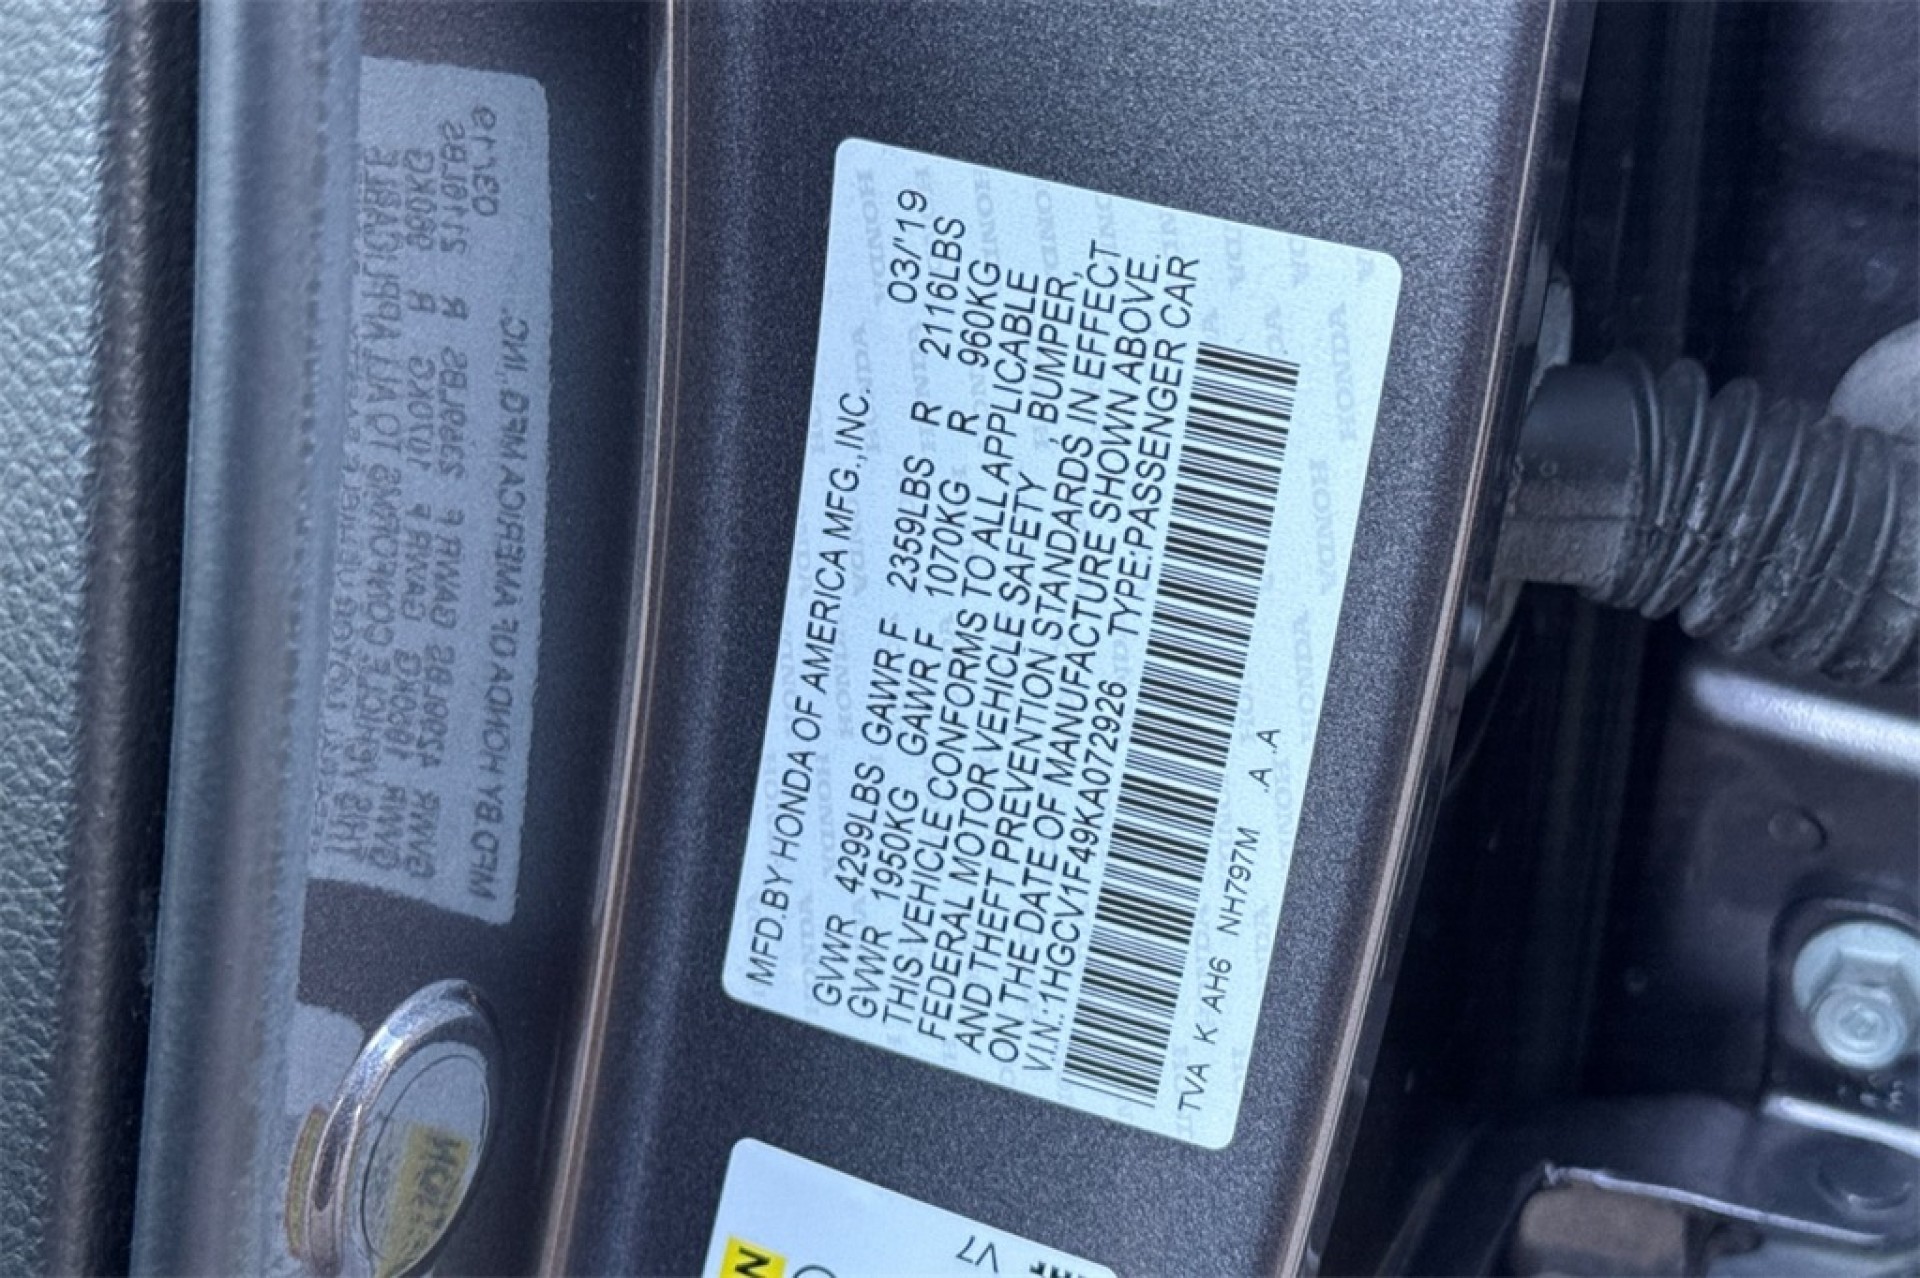 MFD.BY HONDA OF AMERICA MFG.,INC. 03/'19
GVWR 4299LBS GAWR F 2359LBS R 2116LBS
GVWR 1950KG GAWR F 1070KG R 960KG
THIS VEHICLE CONFORMS TO ALL APPLICABLE
FEDERAL MOTOR VEHICLE SAFETY, BUMPER,
AND THEFT PREVENTION STANDARDS IN EFFECT
ON THE DATE OF MANUFACTURE SHOWN ABOVE.
V.I.N.:1HGCV1F49KA072926 TYPE:PASSENGER CAR
TVA K AH6 NH797M .A .A
V7